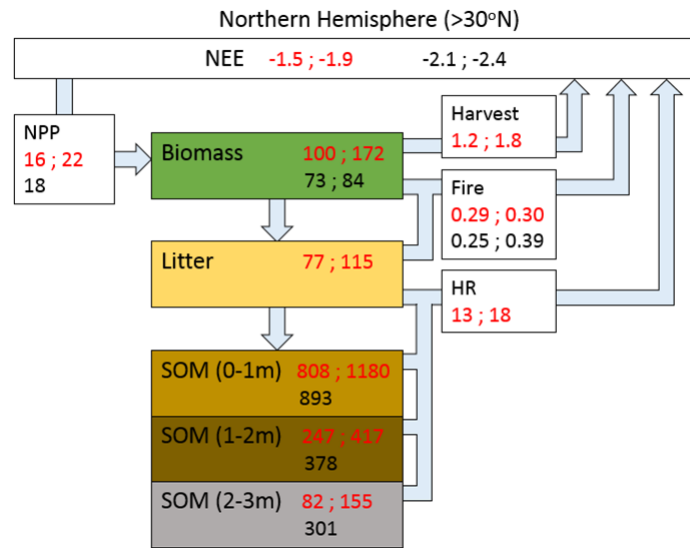 Northern Hemisphere (>30°N)
NEE -1.5 ; -1.9 -2.1 ; -2.4
NPP
16 ; 22
18
Biomass 100 ; 172
73 ; 84
Harvest
1.2 ; 1.8
Fire
0.29 ; 0.30
0.25 ; 0.39
Litter 77 ; 115
HR
13 ; 18
SOM (0-1m) 808 ; 1180
893
SOM (1-2m) 247 ; 417
378
SOM (2-3m) 82 ; 155
301